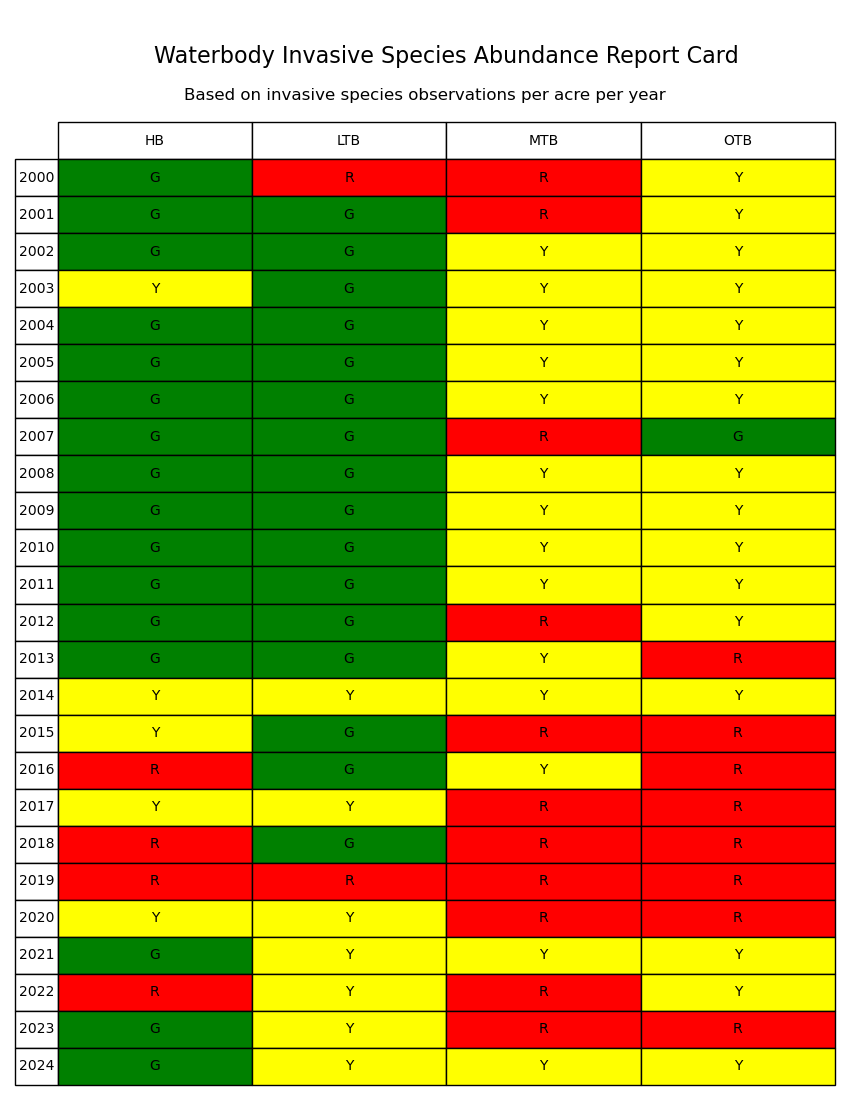 Waterbody Invasive Species Abundance Report Card
Based on invasive species observations per acre per year
HB LTB MTB OTB
2000 G R R Y
2001 G G R Y
2002 G G Y Y
2003 Y G Y Y
2004 G G Y Y
2005 G G Y Y
2006 G G Y Y
2007 G G R G
2008 G G Y Y
2009 G G Y Y
2010 G G Y Y
2011 G G Y Y
2012 G G R Y
2013 G G Y R
2014 Y Y Y Y
2015 Y G R R
2016 R G Y R
2017 Y Y R R
2018 R G R R
2019 R R R R
2020 Y Y R R
2021 G Y Y Y
2022 R Y R Y
2023 G Y R R
2024 G Y Y Y